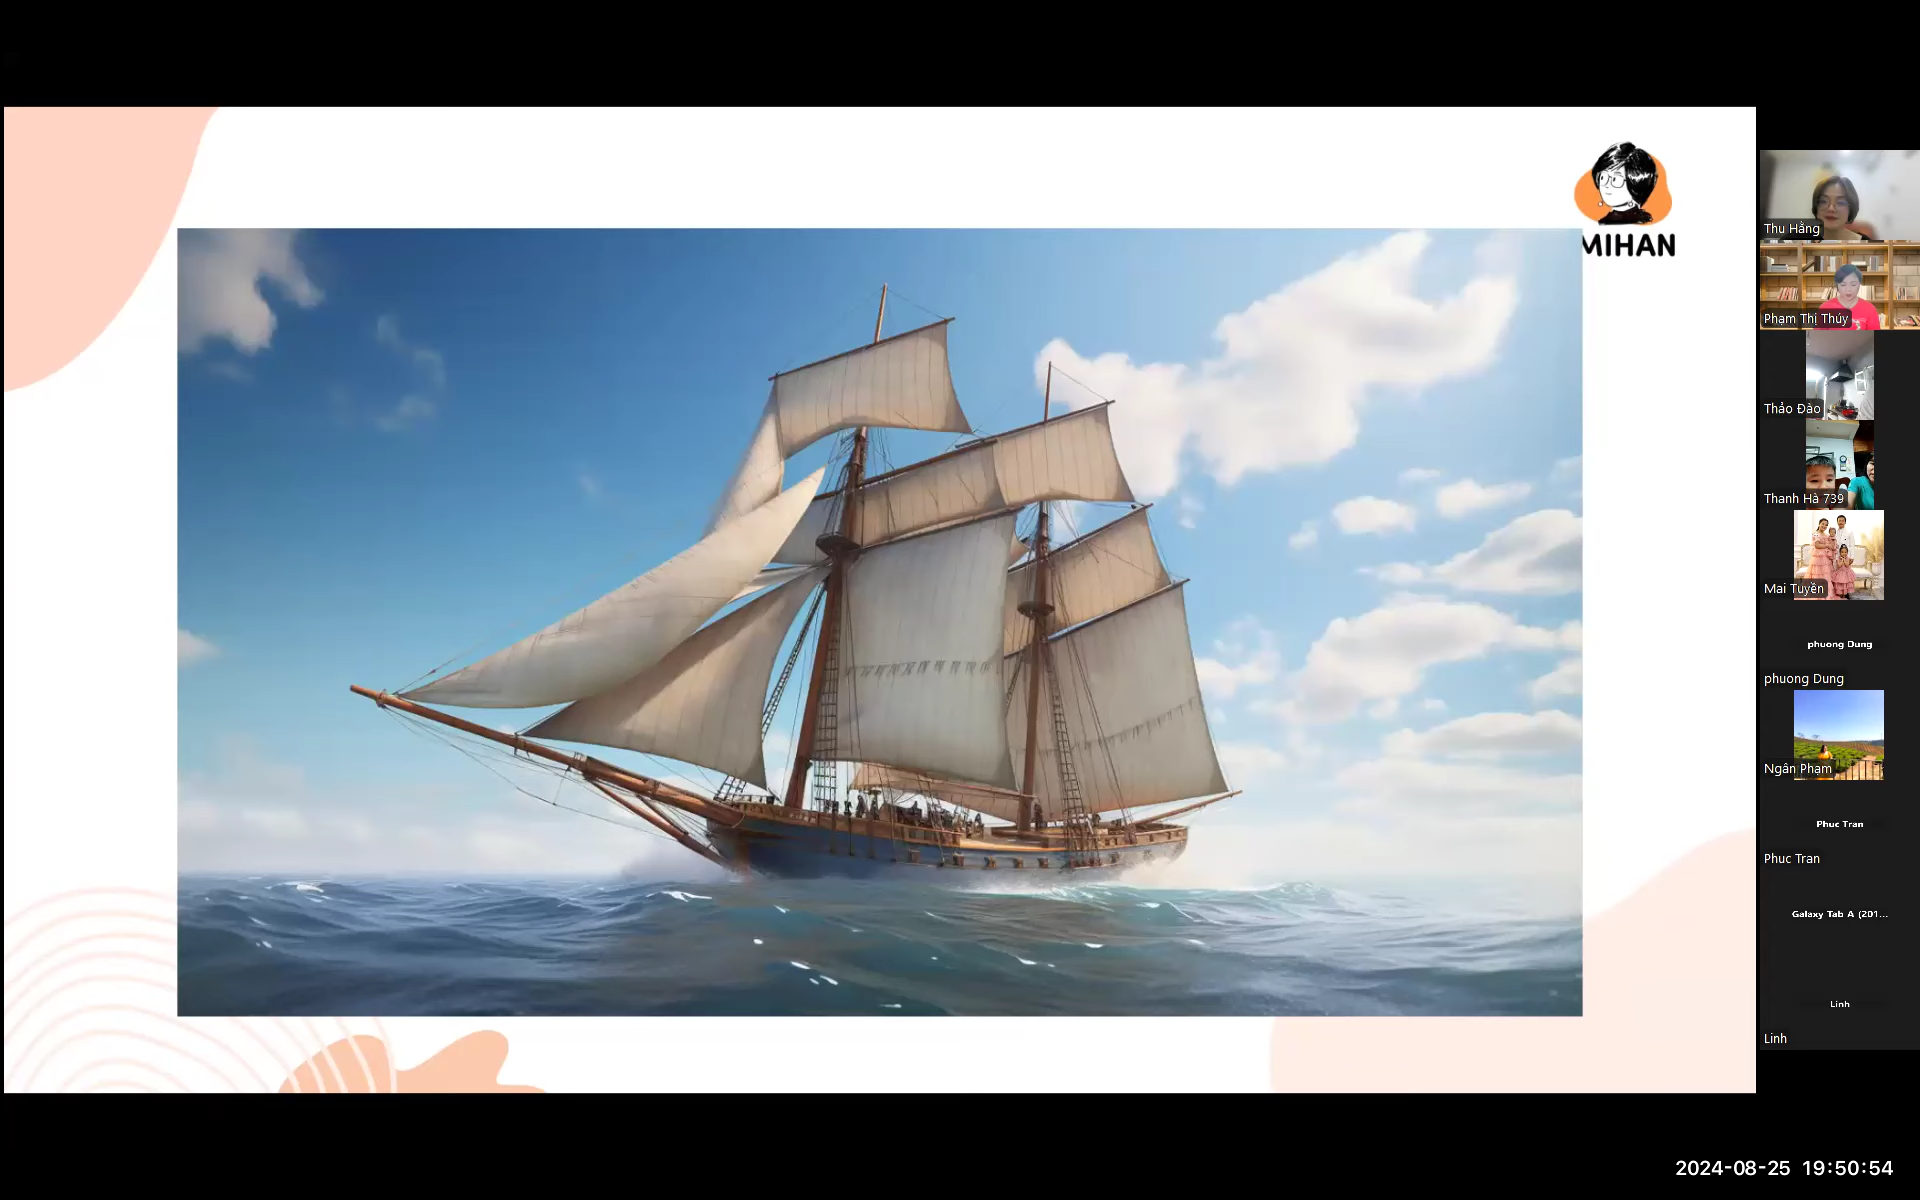 MIHAN
Thu Hằng
Phạm Thị Thúy
Thảo Đào
Thanh Hà 739
Mai Tuyền
phuong Dung
phuong Dung
Ngân Phạm
Phuc Tran
Phuc Tran
Galaxy Tab A (201...
Linh
Linh
2024-08-25 19:50:54